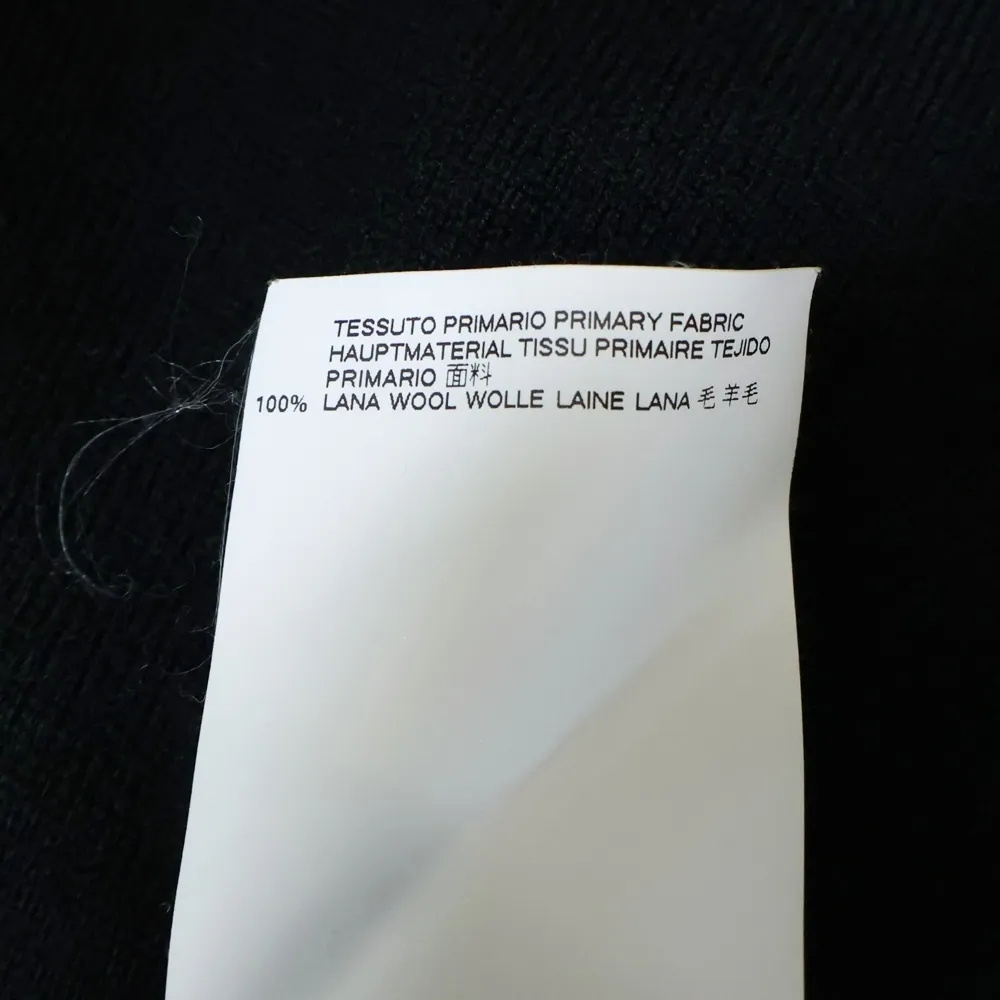 TESSUTO PRIMARIO PRIMARY FABRIC
HAUPTMATERIAL TISSU PRIMAIRE TEJIDO
PRIMARIO 面料
100% LANA WOOL WOLLE LAINE LANA 毛 羊毛